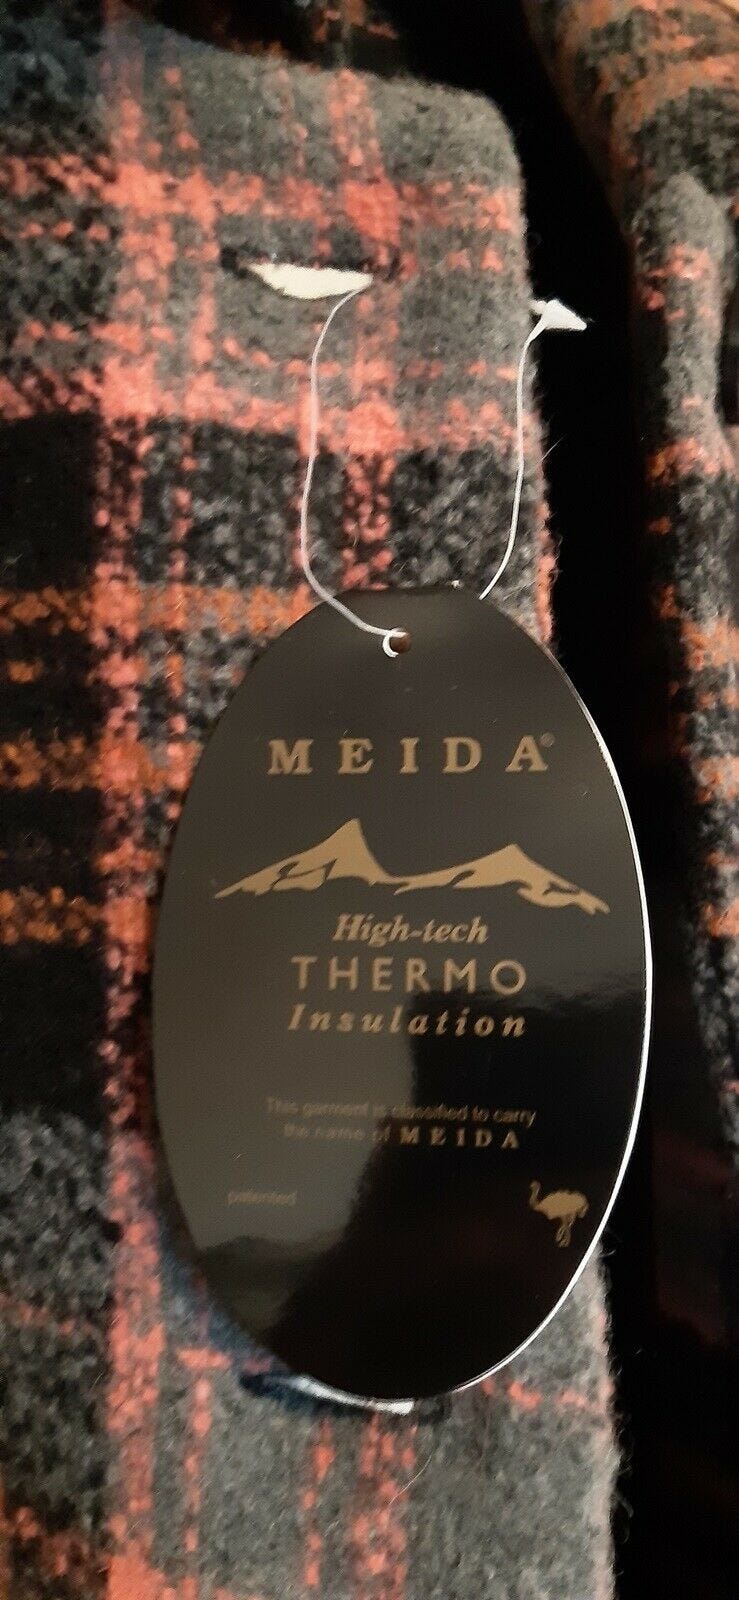 MEIDA®
High-tech
THERMO
Insulation
This garment is classified to carry
the name of MEIDA
patented